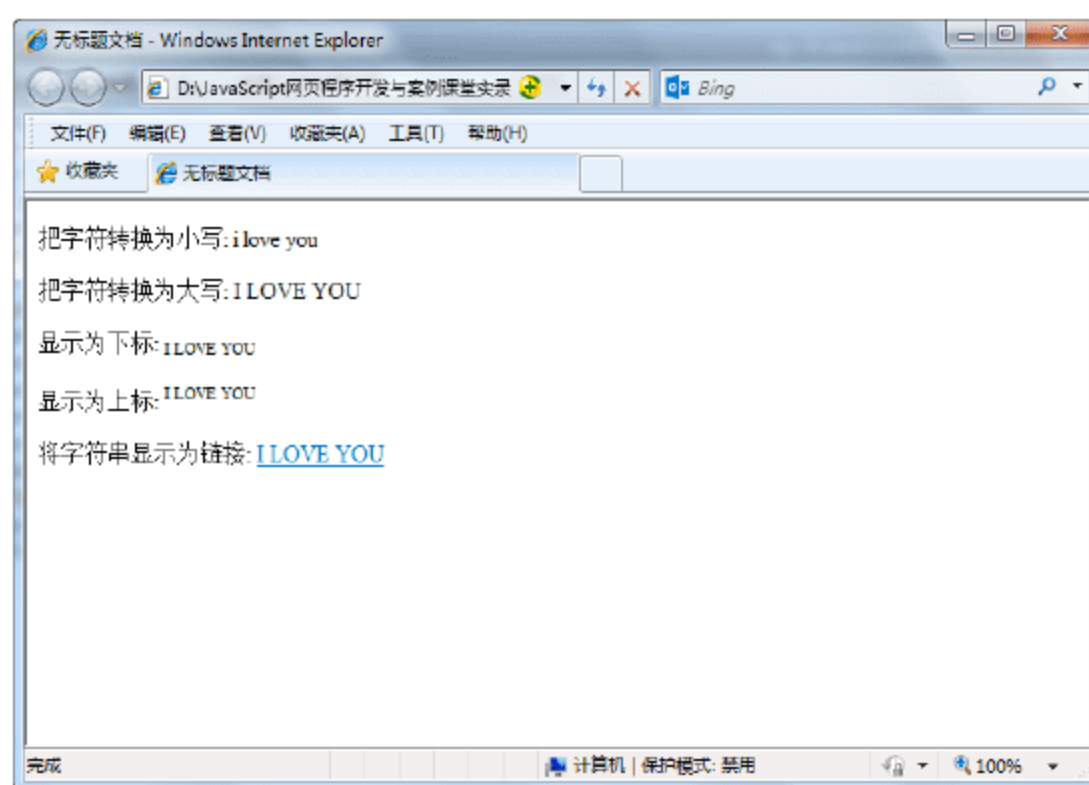 无标题文档 - Windows Internet Explorer
D:\JavaScript网页程序开发与案例课堂实录 Bing
文件(F) 编辑(E) 查看(V) 收藏夹(A) 工具(T) 帮助(H)
收藏夹 无标题文档
把字符转换为小写: i love you
把字符转换为大写: I LOVE YOU
显示为下标: I LOVE YOU
显示为上标: I LOVE YOU
将字符串显示为链接: I LOVE YOU
完成 计算机 | 保护模式: 禁用 100%